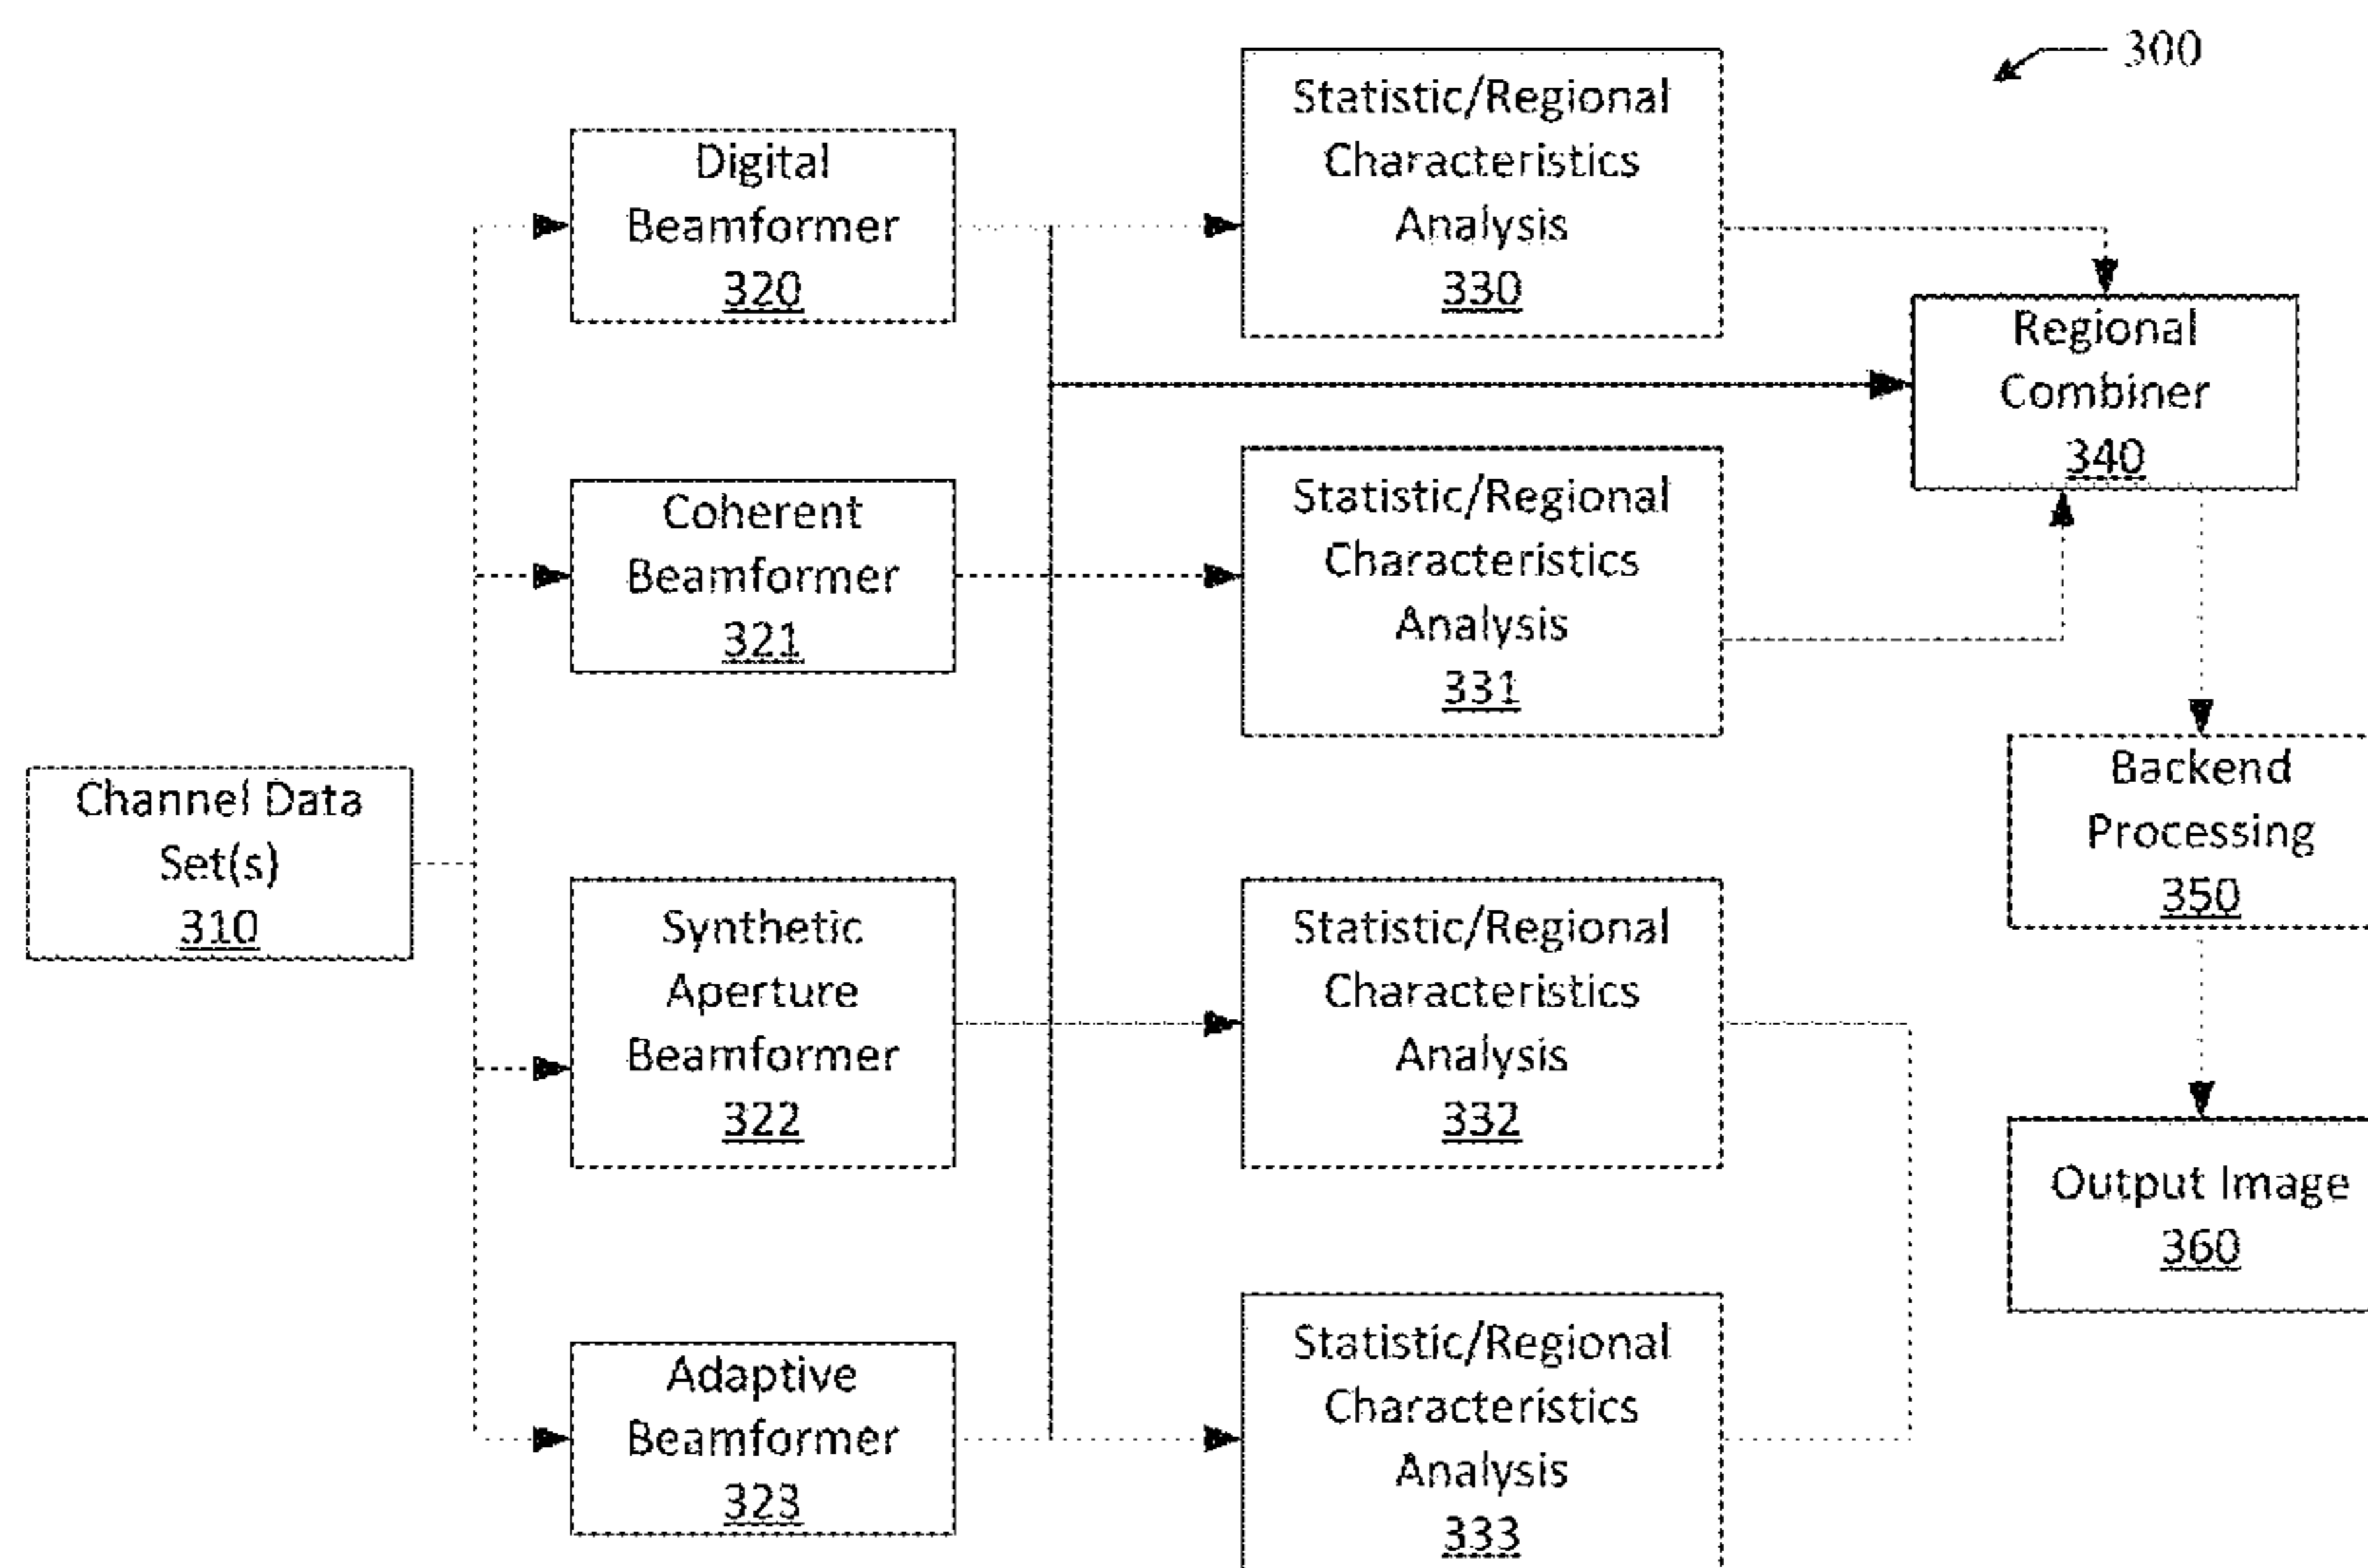 300
Digital
Beamformer
320
Coherent
Beamformer
321
Channel Data
Set(s)
310
Synthetic
Aperture
Beamformer
322
Adaptive
Beamformer
323
Statistic/Regional
Characteristics
Analysis
330
Statistic/Regional
Characteristics
Analysis
331
Statistic/Regional
Characteristics
Analysis
332
Statistic/Regional
Characteristics
Analysis
333
Regional
Combiner
340
Backend
Processing
350
Output Image
360